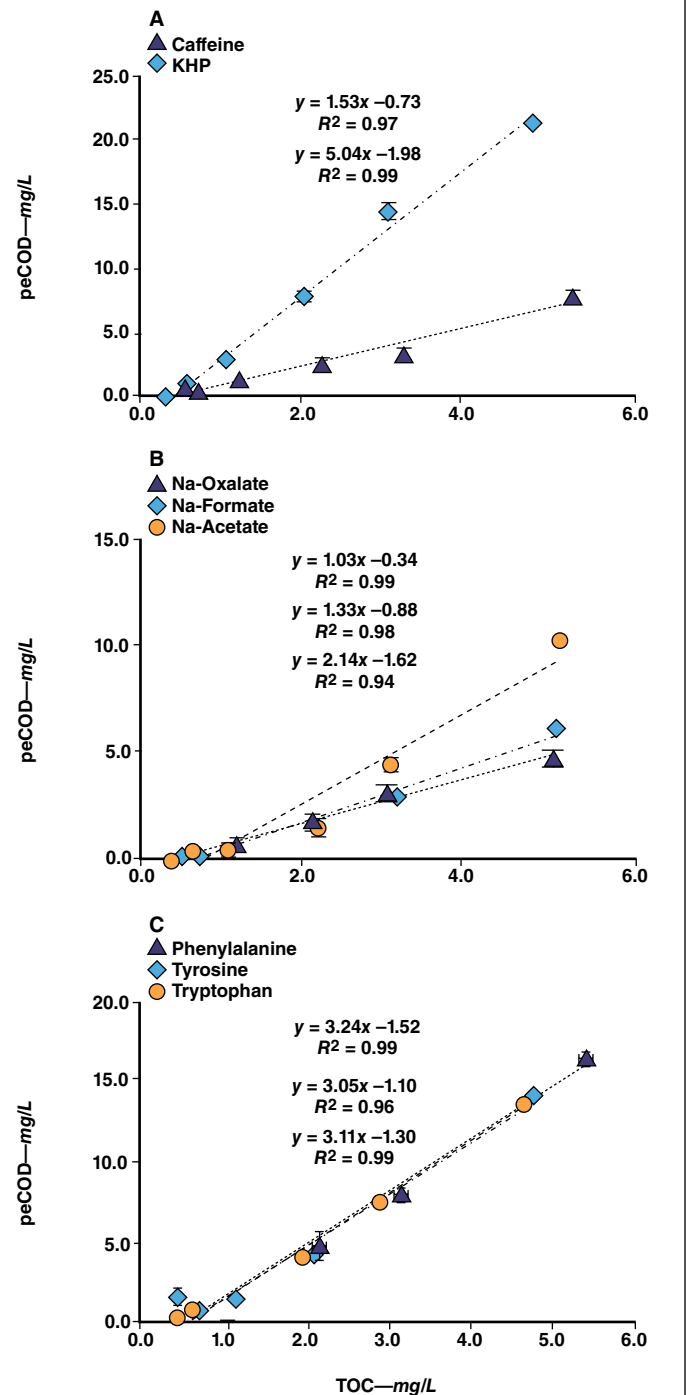 A
Caffeine
KHP
25.0
20.0
15.0
10.0
5.0
0.0
peCOD—mg/L
y = 1.53x –0.73
R2 = 0.97
y = 5.04x –1.98
R2 = 0.99
0.0 2.0 4.0 6.0
B
Na-Oxalate
Na-Formate
Na-Acetate
15.0
10.0
5.0
0.0
peCOD—mg/L
y = 1.03x –0.34
R2 = 0.99
y = 1.33x –0.88
R2 = 0.98
y = 2.14x –1.62
R2 = 0.94
0.0 2.0 4.0 6.0
C
Phenylalanine
Tyrosine
Tryptophan
20.0
15.0
10.0
5.0
0.0
peCOD—mg/L
y = 3.24x –1.52
R2 = 0.99
y = 3.05x –1.10
R2 = 0.96
y = 3.11x –1.30
R2 = 0.99
0.0 1.0 2.0 3.0 4.0 5.0 6.0
TOC—mg/L